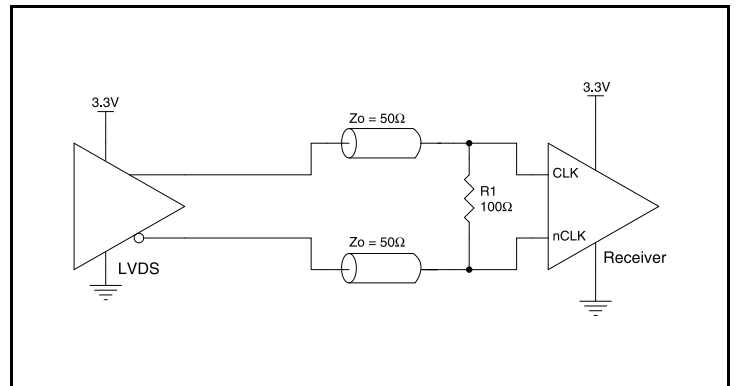 3.3V
Zo = 50Ω
3.3V
CLK
R1
100Ω
nCLK
Zo = 50Ω
LVDS
Receiver